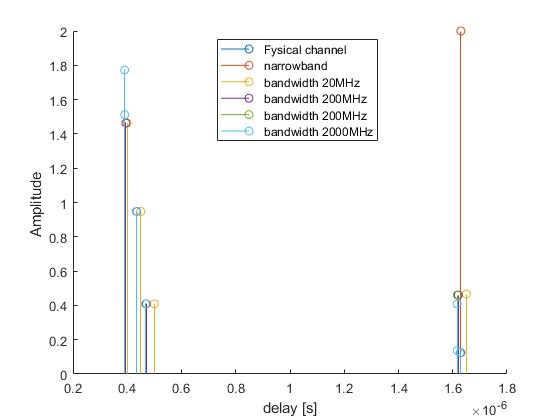 2
1.8
1.6
1.4
1.2
1
0.8
0.6
0.4
0.2
0
Amplitude
Fysical channel
narrowband
bandwidth 20MHz
bandwidth 200MHz
bandwidth 200MHz
bandwidth 2000MHz
0.2 0.4 0.6 0.8 1 1.2 1.4 1.6 1.8
delay [s]
×10-6